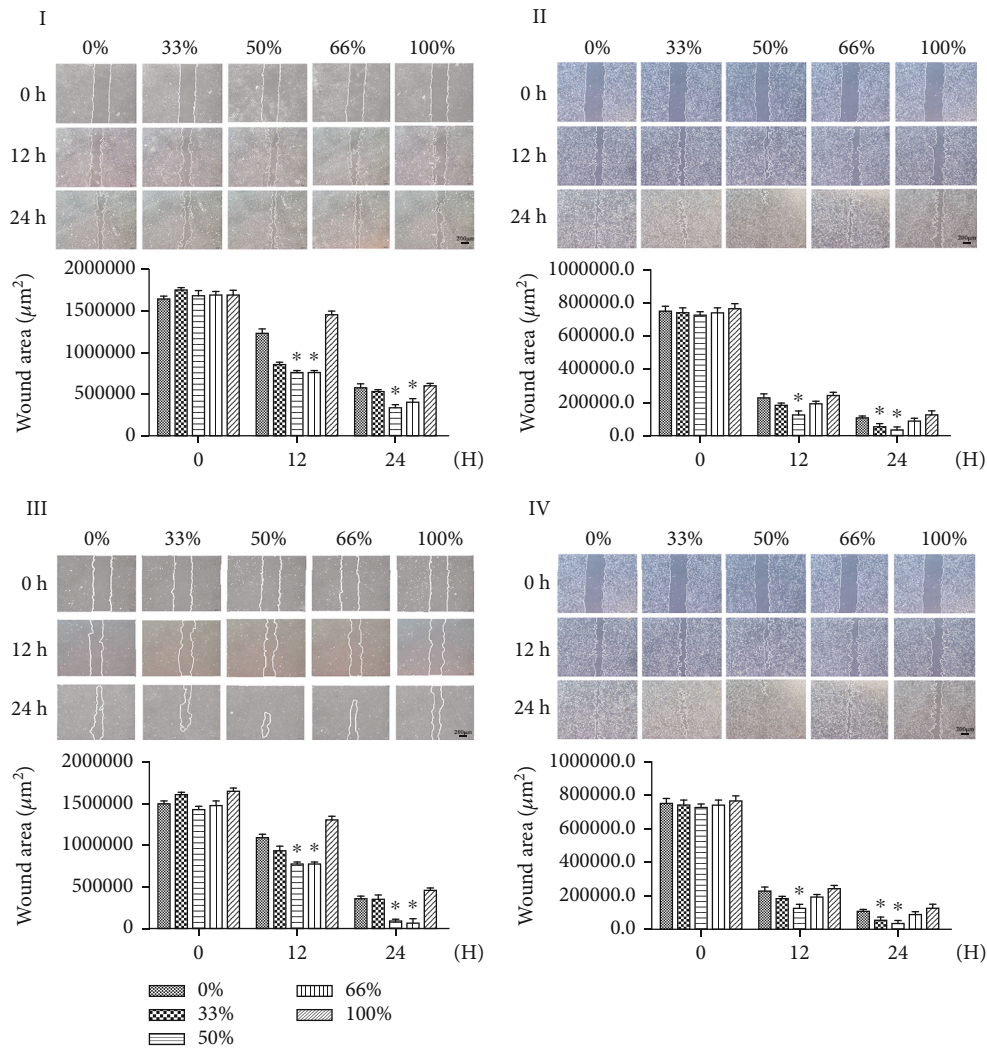 I
0% 33% 50% 66% 100%
0 h
12 h
24 h
200μm
Wound area (μm²)
2000000
1500000
1000000
500000
0
* *
* *
0 12 24 (H)
II
0% 33% 50% 66% 100%
0 h
12 h
24 h
200μm
Wound area (μm²)
1000000.0
800000.0
600000.0
400000.0
200000.0
0.0
*
* *
0 12 24 (H)
III
0% 33% 50% 66% 100%
0 h
12 h
24 h
200μm
Wound area (μm²)
2000000
1500000
1000000
500000
0
* *
* *
0 12 24 (H)
IV
0% 33% 50% 66% 100%
0 h
12 h
24 h
200μm
Wound area (μm²)
1000000.0
800000.0
600000.0
400000.0
200000.0
0.0
*
* *
0 12 24 (H)
0% 66%
33% 100%
50%